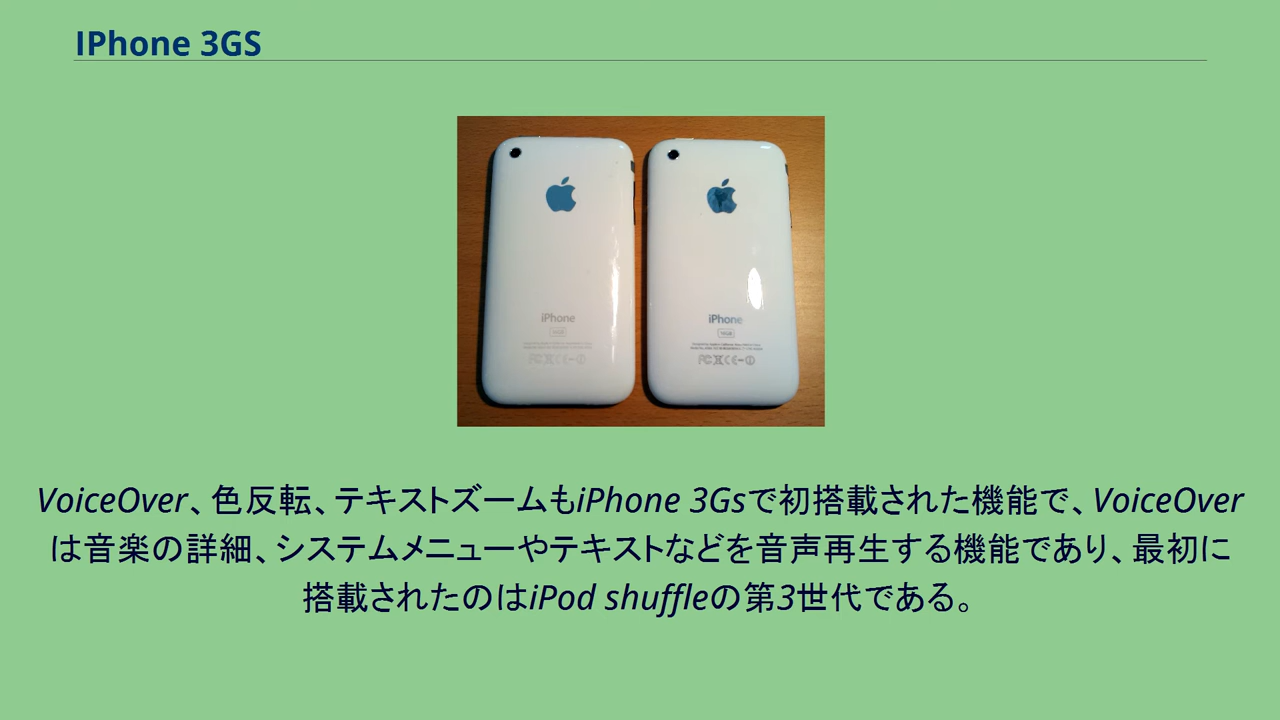 IPhone 3GS
iPhone
16GB
iPhone
16GB
VoiceOver、色反転、テキストズームもiPhone 3Gsで初搭載された機能で、VoiceOver
は音楽の詳細、システムメニューやテキストなどを音声再生する機能であり、最初に
搭載されたのはiPod shuffleの第3世代である。